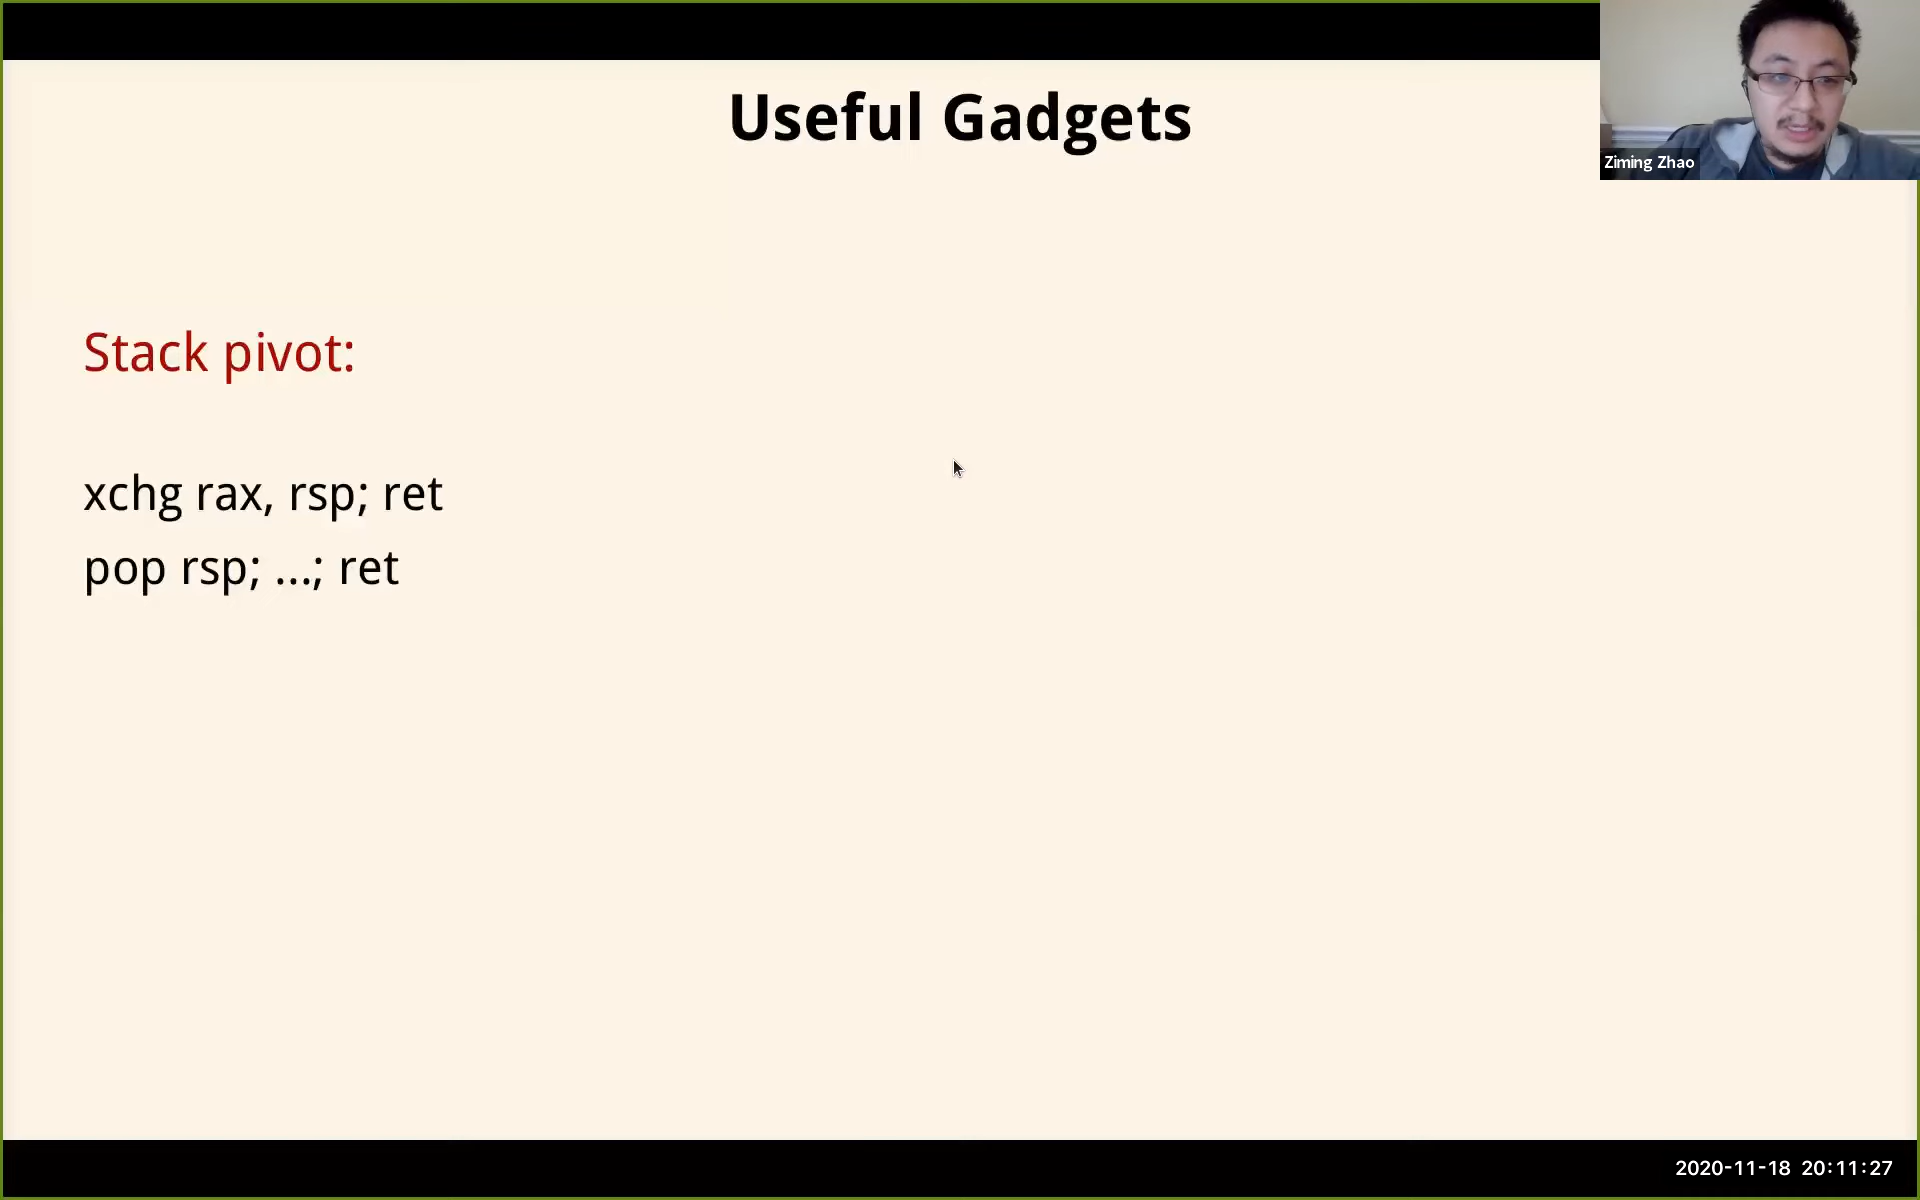 Useful Gadgets
Ziming Zhao
Stack pivot:
xchg rax, rsp; ret
pop rsp; ...; ret
2020-11-18 20:11:27